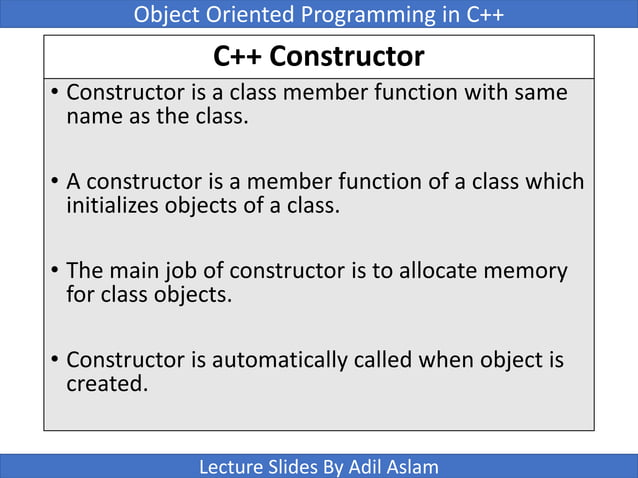 Object Oriented Programming in C++
C++ Constructor
• Constructor is a class member function with same
name as the class.
• A constructor is a member function of a class which
initializes objects of a class.
• The main job of constructor is to allocate memory
for class objects.
• Constructor is automatically called when object is
created.
Lecture Slides By Adil Aslam